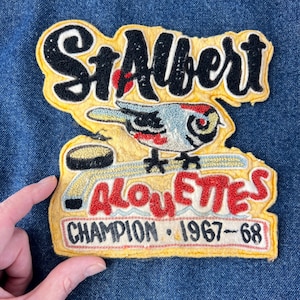 St. Albert
ALOUETTES
CHAMPION · 1967-68